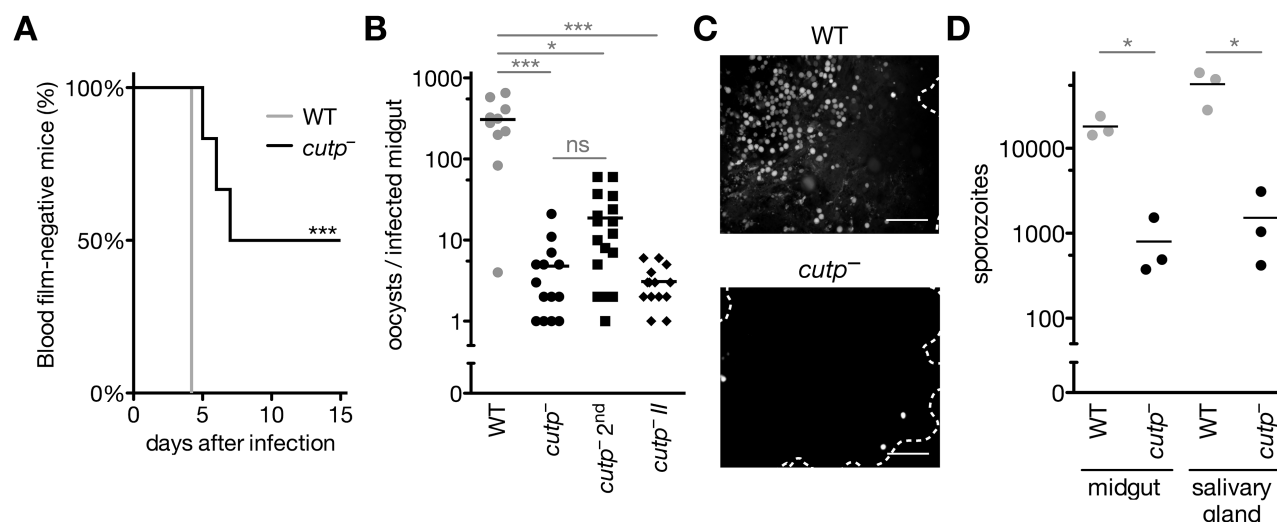 A
Blood film-negative mice (%)
100%
50%
0%
0 5 10 15
days after infection
WT
cutp⁻
***
B
oocysts / infected midgut
1000
100
10
1
0
***
*
***
ns
WT
cutp⁻
cutp⁻ 2nd
cutp⁻ II
C
WT
cutp⁻
D
sporozoites
10000
1000
100
0
*
*
WT
cutp⁻
WT
cutp⁻
midgut
salivary
gland